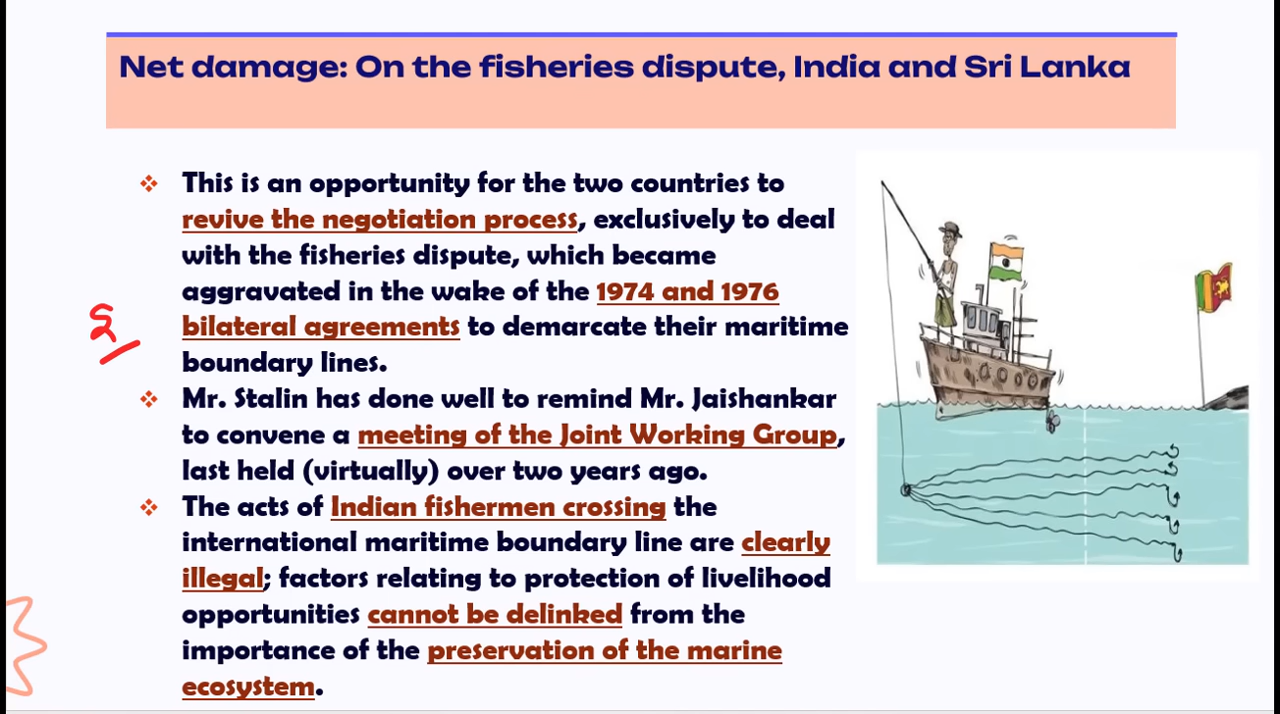 Net damage: On the fisheries dispute, India and Sri Lanka
This is an opportunity for the two countries to
revive the negotiation process, exclusively to deal
with the fisheries dispute, which became
aggravated in the wake of the 1974 and 1976
bilateral agreements to demarcate their maritime
boundary lines.
Mr. Stalin has done well to remind Mr. Jaishankar
to convene a meeting of the Joint Working Group,
last held (virtually) over two years ago.
The acts of Indian fishermen crossing the
international maritime boundary line are clearly
illegal; factors relating to protection of livelihood
opportunities cannot be delinked from the
importance of the preservation of the marine
ecosystem.